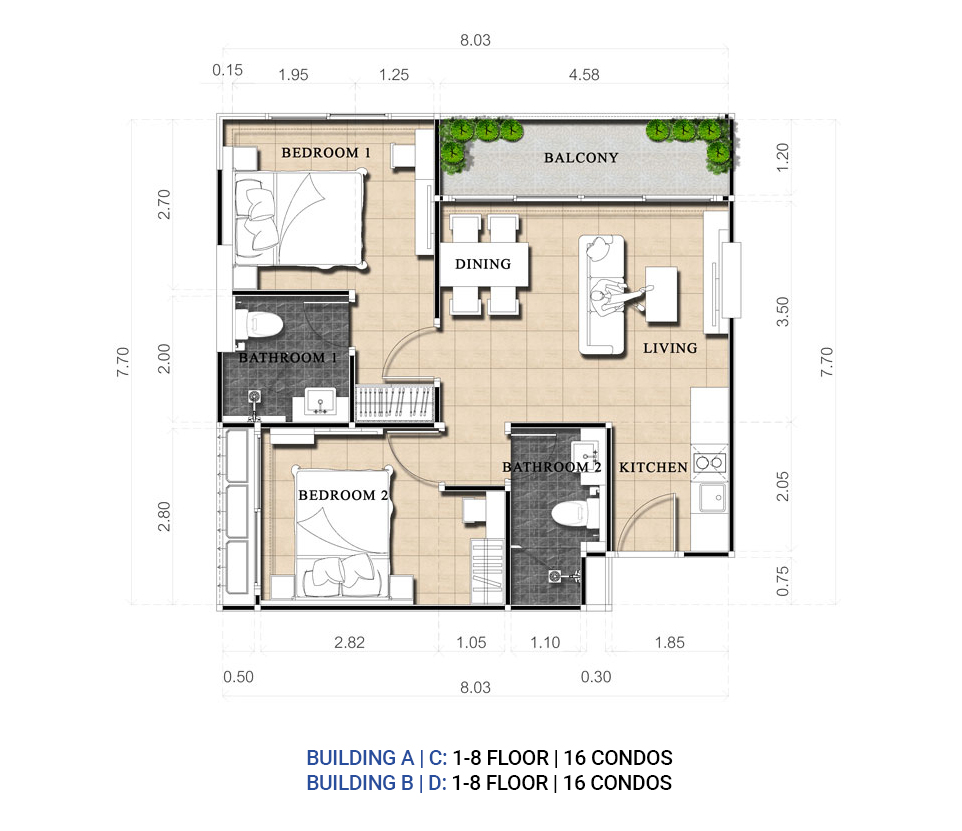 8.03
0.15 1.95 1.25 4.58
BEDROOM 1
BALCONY
1.20
2.70
DINING
3.50
LIVING
7.70
2.00
BATHROOM 1
7.70
BATHROOM 2
KITCHEN
BEDROOM 2
2.05
2.80
0.75
2.82 1.05 1.10 1.85
0.50 0.30
8.03
BUILDING A | C: 1-8 FLOOR | 16 CONDOS
BUILDING B | D: 1-8 FLOOR | 16 CONDOS